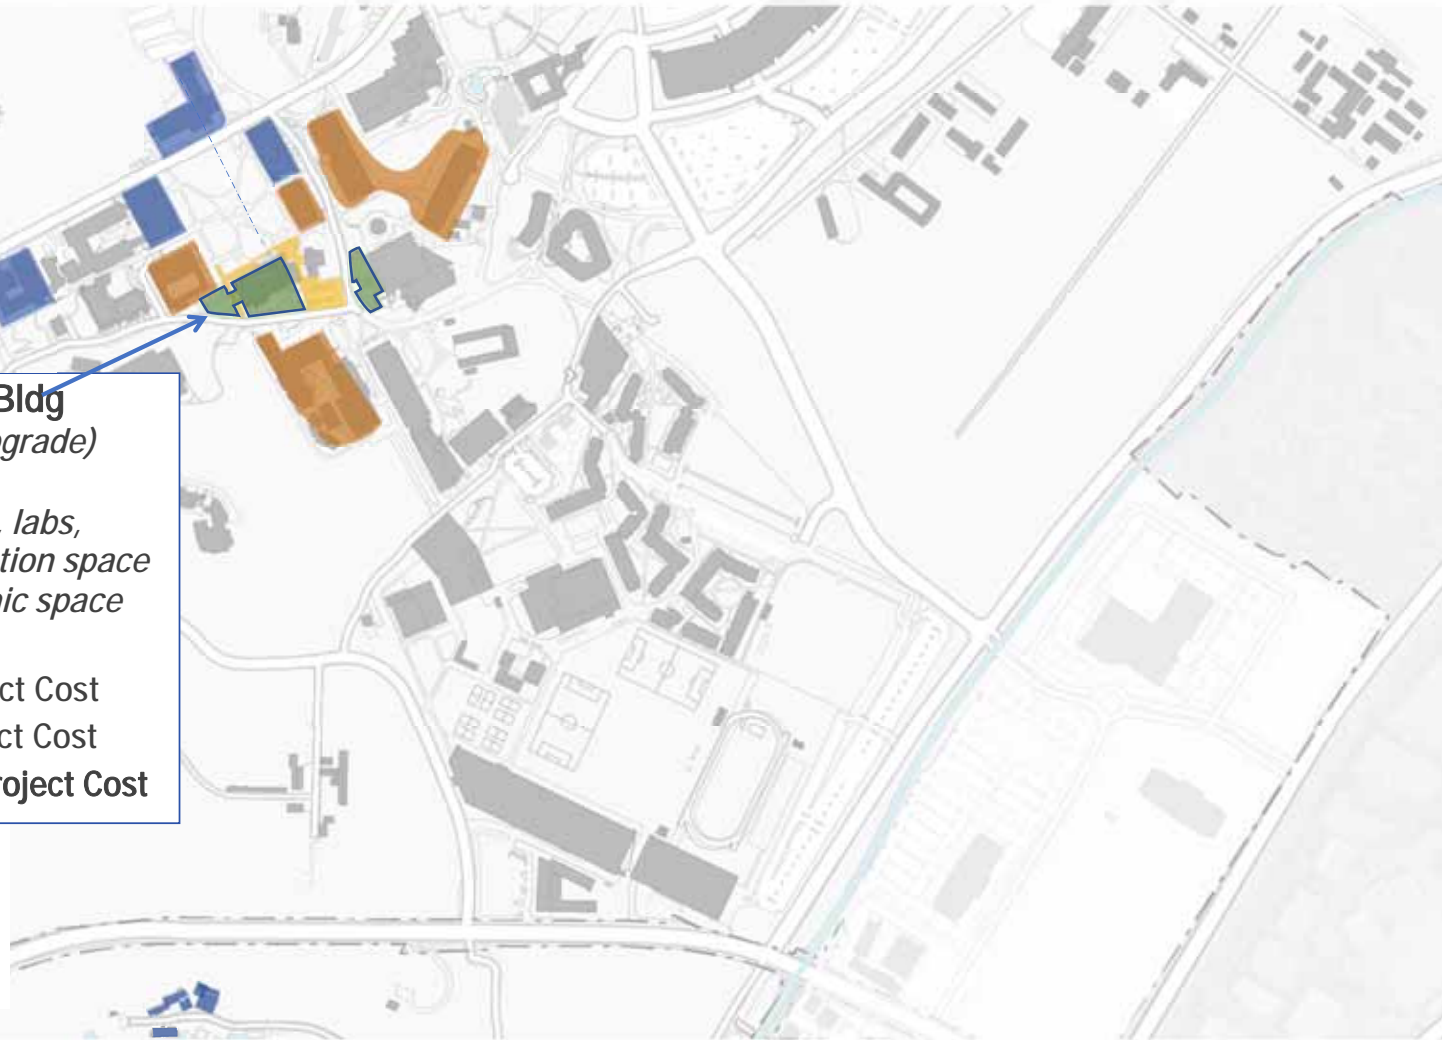 Bldg
grade)
labs,
tion space
ic space
ct Cost
ct Cost
roject Cost